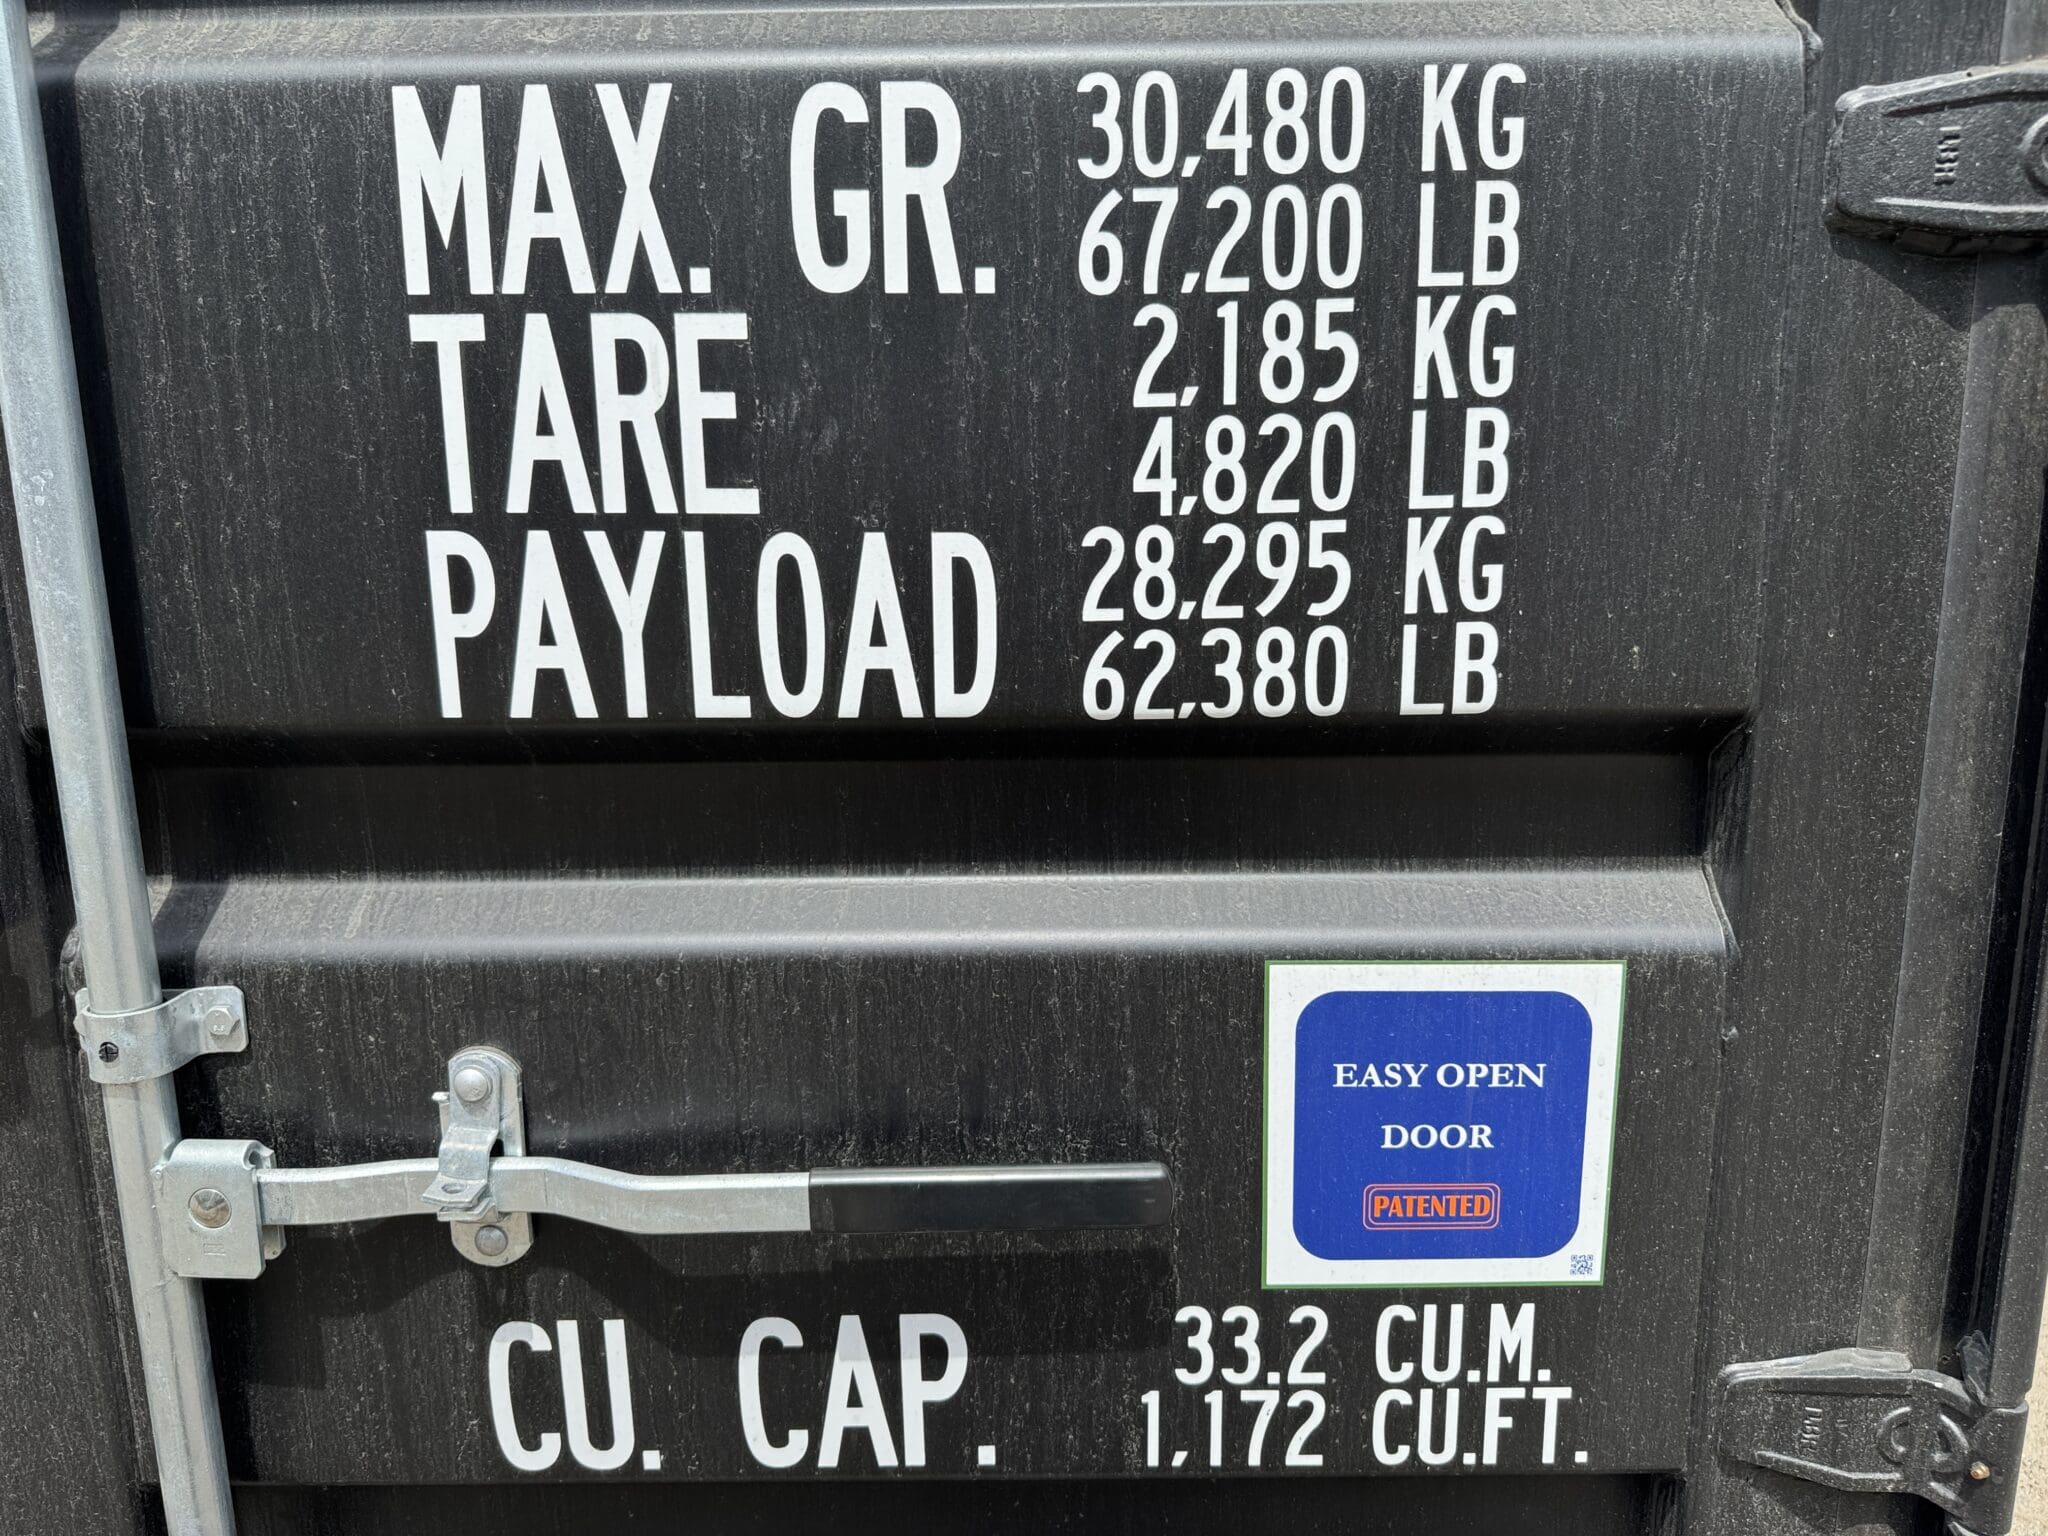 MAX. GR. 30,480 KG
67,200 LB
TARE 2,185 KG
4,820 LB
PAYLOAD 28,295 KG
62,380 LB
EASY OPEN
DOOR
PATENTED
CU. CAP. 33.2 CU.M.
1,172 CU.FT.